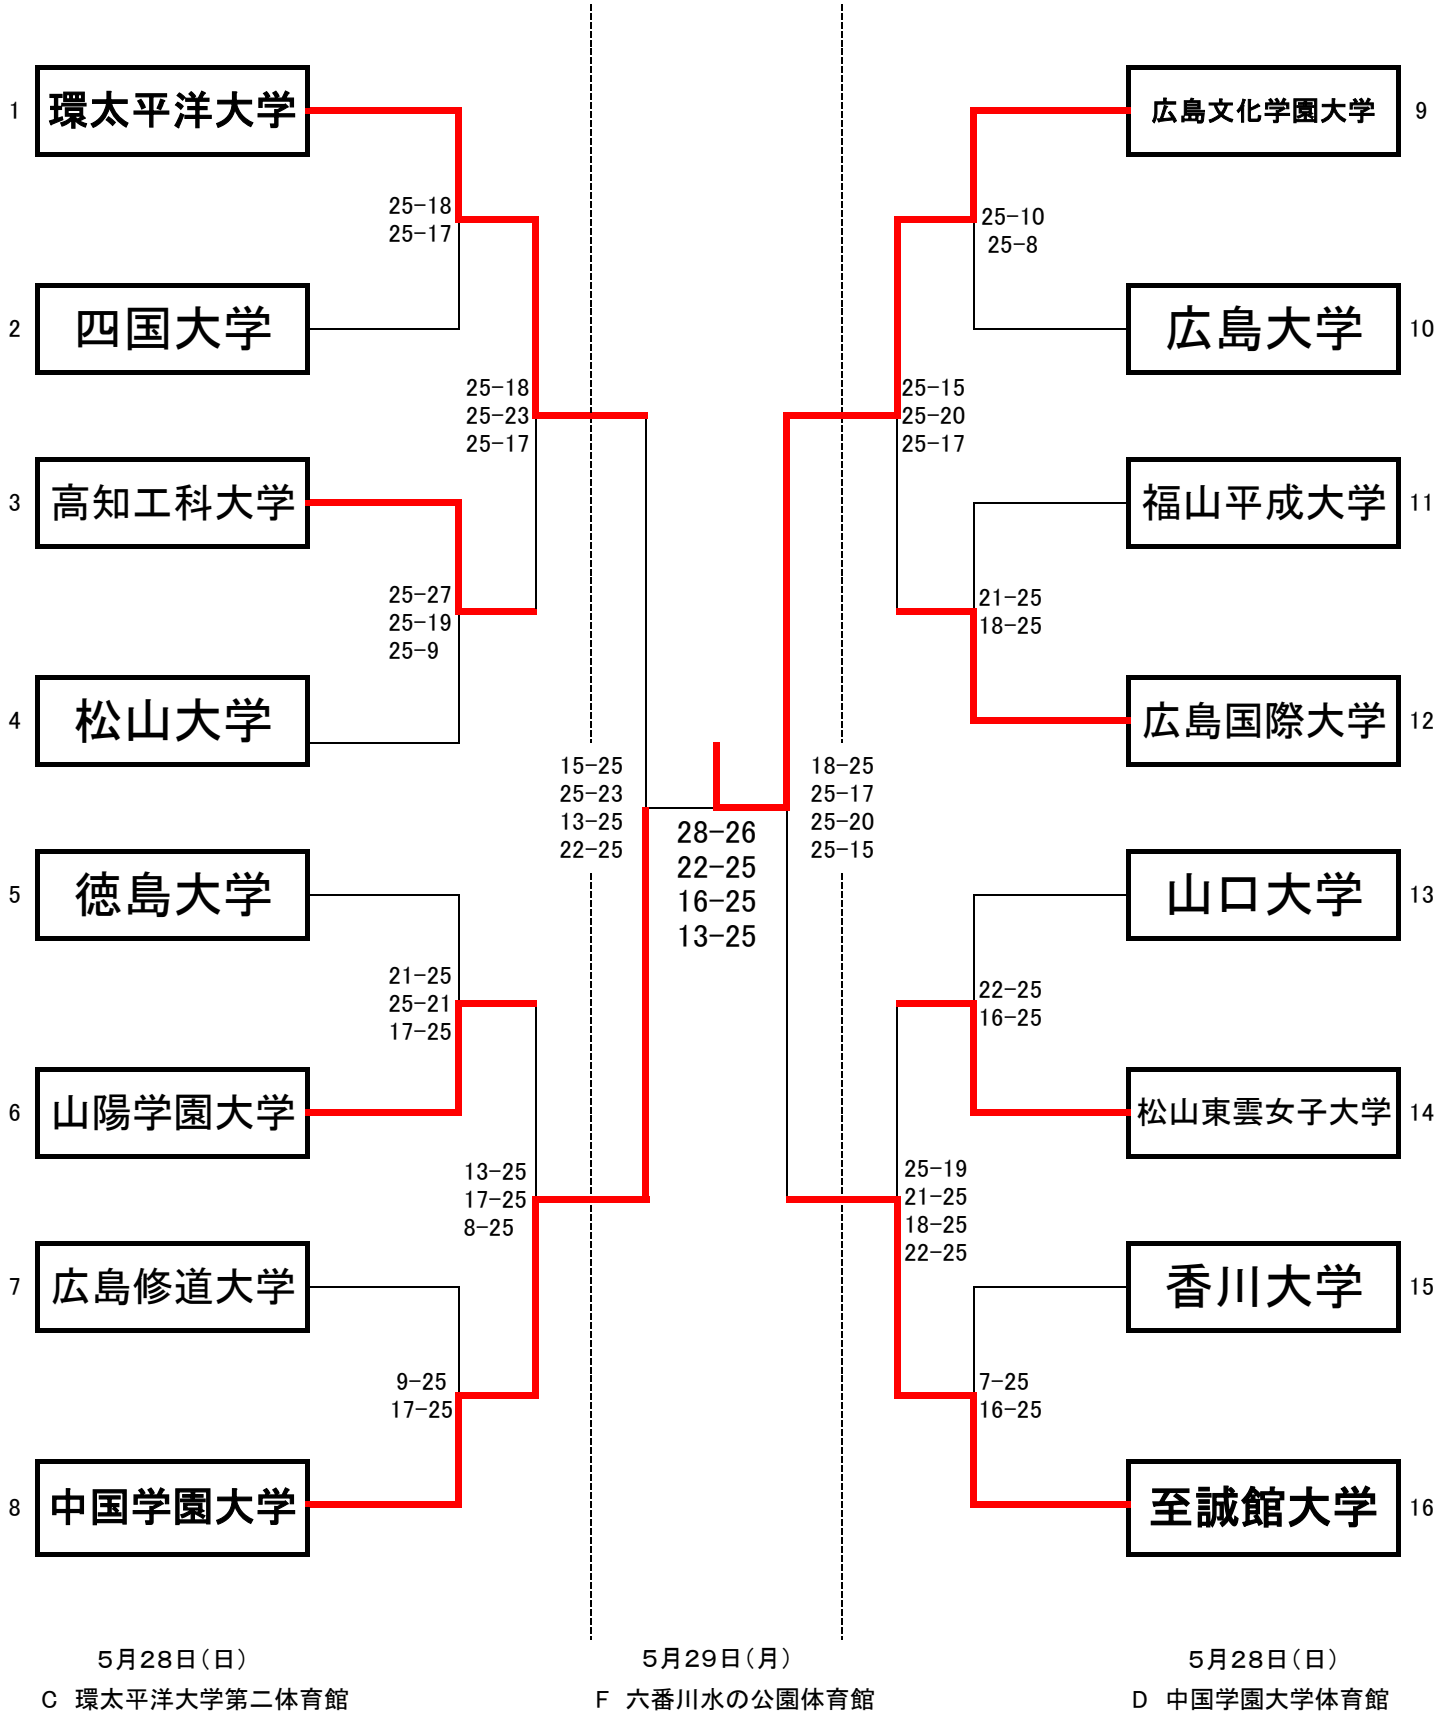 1 環太平洋大学
25-18
25-17
2 四国大学
25-18
25-23
25-17
3 高知工科大学
25-27
25-19
25-9
4 松山大学
5 徳島大学
21-25
25-21
17-25
6 山陽学園大学
13-25
17-25
8-25
7 広島修道大学
9-25
17-25
8 中国学園大学
15-25
25-23
13-25
22-25
28-26
22-25
16-25
13-25
18-25
25-17
25-20
25-15
広島文化学園大学 9
25-10
25-8
広島大学 10
25-15
25-20
25-17
福山平成大学 11
21-25
18-25
広島国際大学 12
山口大学 13
22-25
16-25
松山東雲女子大学 14
25-19
21-25
18-25
22-25
香川大学 15
7-25
16-25
至誠館大学 16
5月28日(日)
C 環太平洋大学第二体育館
5月29日(月)
F 六番川水の公園体育館
5月28日(日)
D 中国学園大学体育館